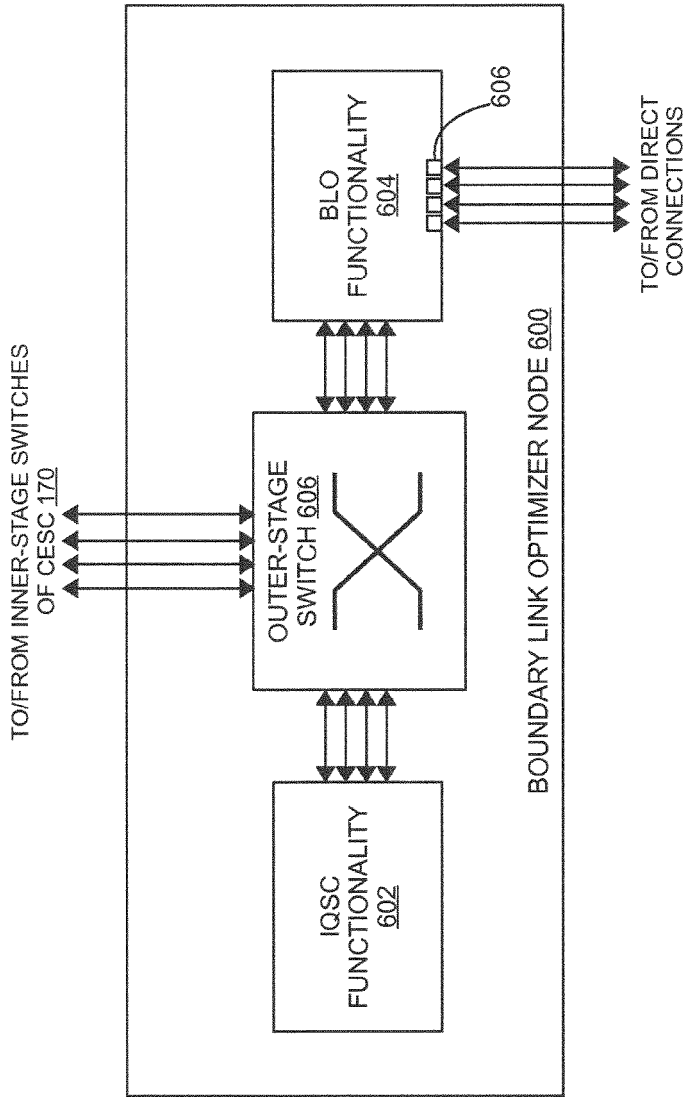 TO/FROM INNER-STAGE SWITCHES
OF CESC 170
IQSC
FUNCTIONALITY
602
OUTER-STAGE
SWITCH 606
BLO
FUNCTIONALITY
604
606
BOUNDARY LINK OPTIMIZER NODE 600
TO/FROM DIRECT
CONNECTIONS